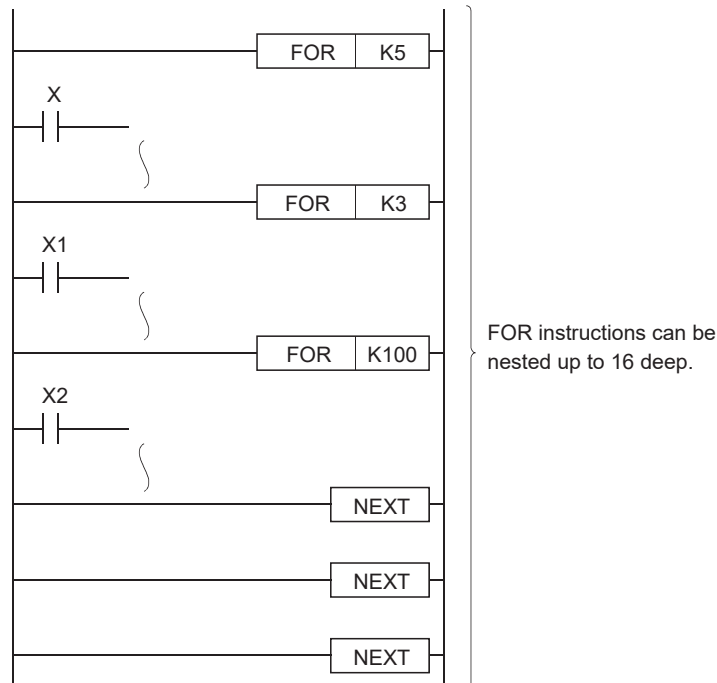 FOR K5
X
FOR K3
X1
FOR K100
X2
NEXT
NEXT
NEXT
FOR instructions can be
nested up to 16 deep.